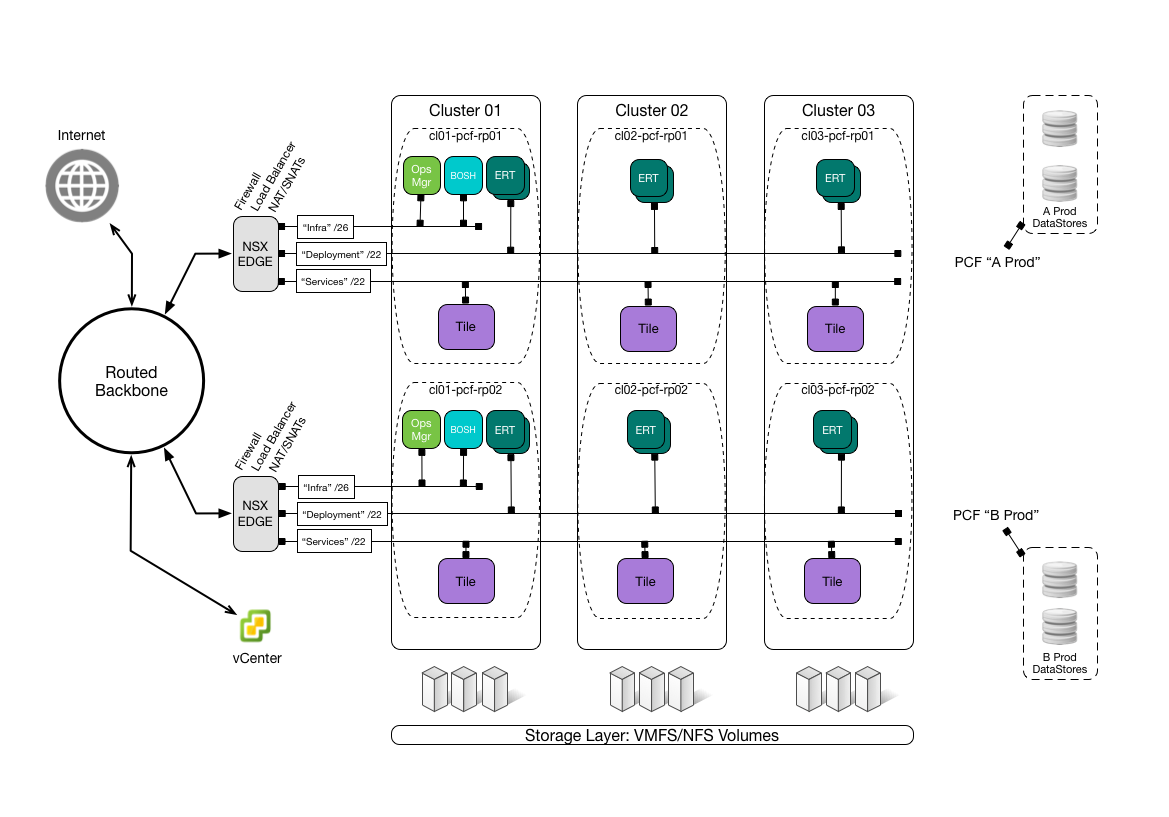 Internet
Firewall
Load Balancer
NAT/SNATs
NSX
EDGE
"Infra" /26
"Deployment" /22
"Services" /22
Cluster 01
cl01-pcf-rp01
Ops
Mgr
BOSH
ERT
Tile
Cluster 02
cl02-pcf-rp01
ERT
Tile
Cluster 03
cl03-pcf-rp01
ERT
Tile
A Prod
DataStores
PCF “A Prod”
Routed
Backbone
Firewall
Load Balancer
NAT/SNATs
NSX
EDGE
“Infra” /26
“Deployment” /22
“Services” /22
cl01-pcf-rp02
Ops
Mgr
BOSH
ERT
Tile
cl02-pcf-rp02
ERT
Tile
cl03-pcf-rp02
ERT
Tile
PCF “B Prod”
B Prod
DataStores
vCenter
Storage Layer: VMFS/NFS Volumes